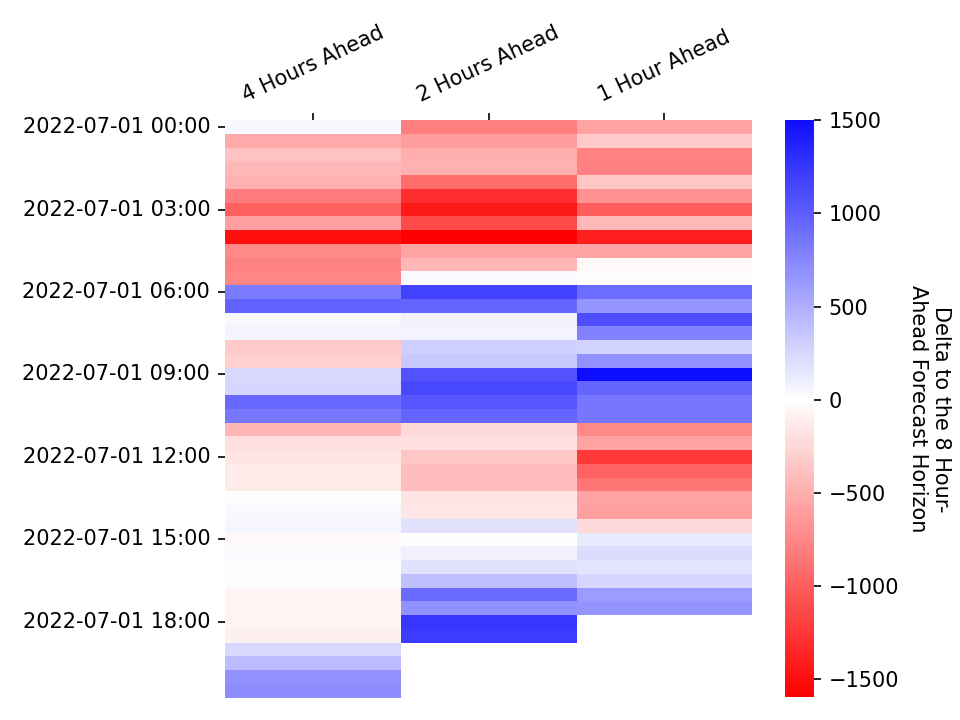 4 Hours Ahead
2 Hours Ahead
1 Hour Ahead
2022-07-01 00:00
2022-07-01 03:00
2022-07-01 06:00
2022-07-01 09:00
2022-07-01 12:00
2022-07-01 15:00
2022-07-01 18:00
1500
1000
500
0
−500
−1000
−1500
Delta to the 8 Hour-
Ahead Forecast Horizon